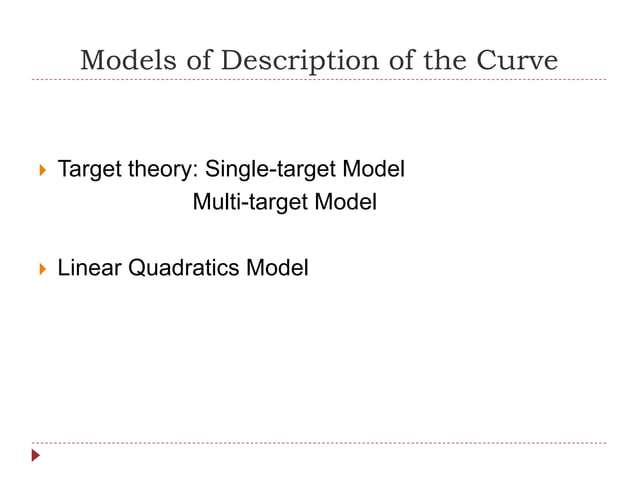 Models of Description of the Curve
Target theory: Single-target Model
Multi-target Model
Linear Quadratics Model